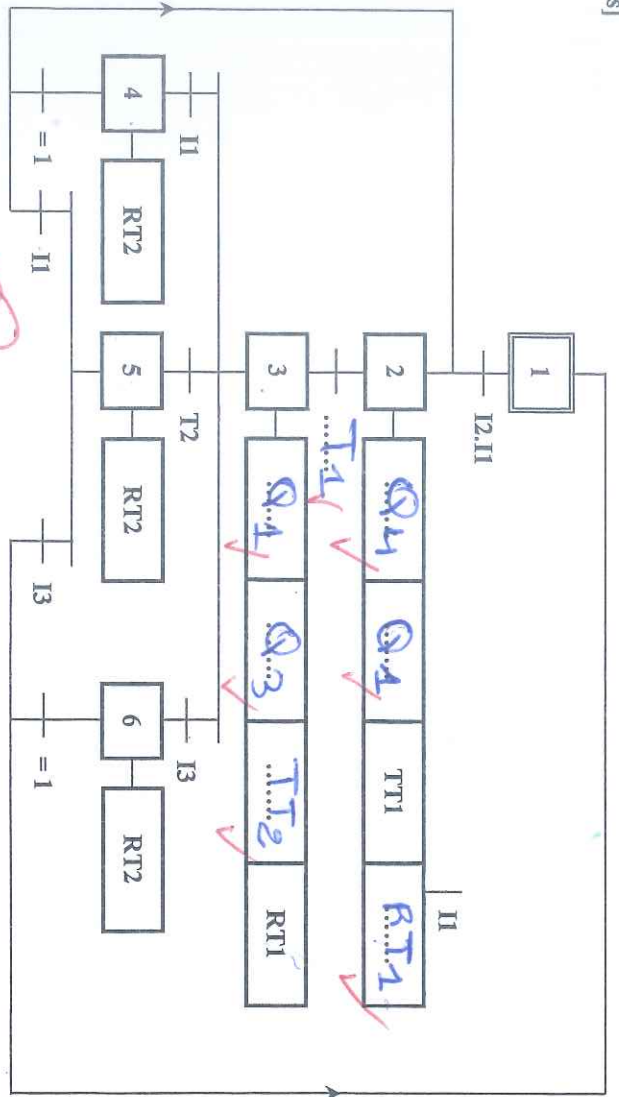 s]
1
I2.I1
I1
2 Q4 Q1 TT1 RT1
T1
3 Q1 Q3 TT2 RT1
I1 T2 I3
4 RT2 5 RT2 6 RT2
= 1 I1 I3 = 1